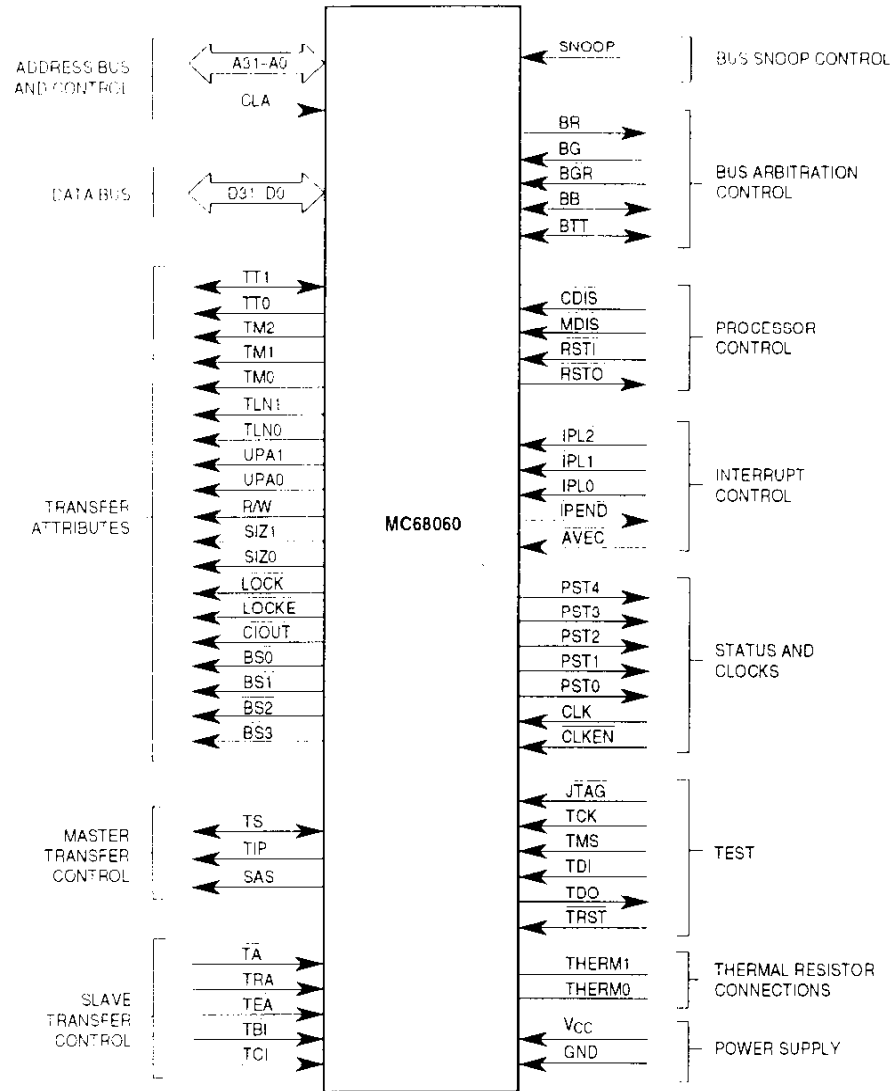 ADDRESS BUS
AND CONTROL
A31-A0
CLA
DATA BUS
D31-D0
TRANSFER
ATTRIBUTES
TT1
TT0
TM2
TM1
TM0
TLN1
TLN0
UPA1
UPA0
R/W
SIZ1
SIZ0
LOCK
LOCKE
CIOUT
BS0
BS1
BS2
BS3
MASTER
TRANSFER
CONTROL
TS
TIP
SAS
SLAVE
TRANSFER
CONTROL
TA
TRA
TEA
TBI
TCI
MC68060
SNOOP
BUS SNOOP CONTROL
BR
BG
BGR
BB
BTT
BUS ARBITRATION
CONTROL
CDIS
MDIS
RSTI
RSTO
PROCESSOR
CONTROL
IPL2
IPL1
IPL0
IPEND
AVEC
INTERRUPT
CONTROL
PST4
PST3
PST2
PST1
PST0
CLK
CLKEN
STATUS AND
CLOCKS
JTAG
TCK
TMS
TDI
TDO
TRST
TEST
THERM1
THERM0
THERMAL RESISTOR
CONNECTIONS
VCC
GND
POWER SUPPLY